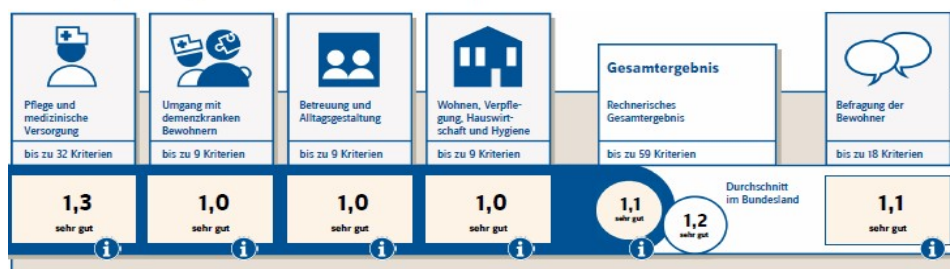 Pflege und
medizinische
Versorgung
bis zu 32 Kriterien
Umgang mit
demenzkranken
Bewohnern
bis zu 9 Kriterien
Betreuung und
Alltagsgestaltung
bis zu 9 Kriterien
Wohnen, Verpfle-
gung, Hauswirt-
schaft und Hygiene
bis zu 9 Kriterien
Gesamtergebnis
Rechnerisches
Gesamtergebnis
bis zu 59 Kriterien
Befragung der
Bewohner
bis zu 18 Kriterien
1,3
sehr gut
i
1,0
sehr gut
i
1,0
sehr gut
i
1,0
sehr gut
i
1,1
sehr gut
i
1,2
sehr gut
Durchschnitt
im Bundesland
1,1
sehr gut
i